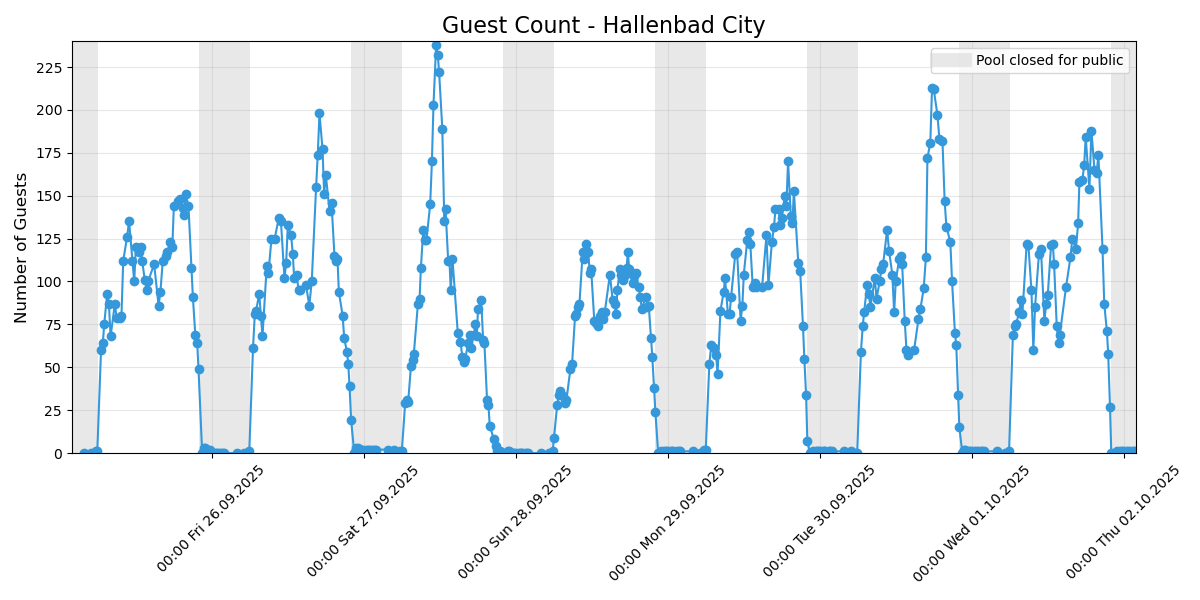 Guest Count - Hallenbad City
Pool closed for public
Number of Guests
225
200
175
150
125
100
75
50
25
0
00:00 Fri 26.09.2025
00:00 Sat 27.09.2025
00:00 Sun 28.09.2025
00:00 Mon 29.09.2025
00:00 Tue 30.09.2025
00:00 Wed 01.10.2025
00:00 Thu 02.10.2025